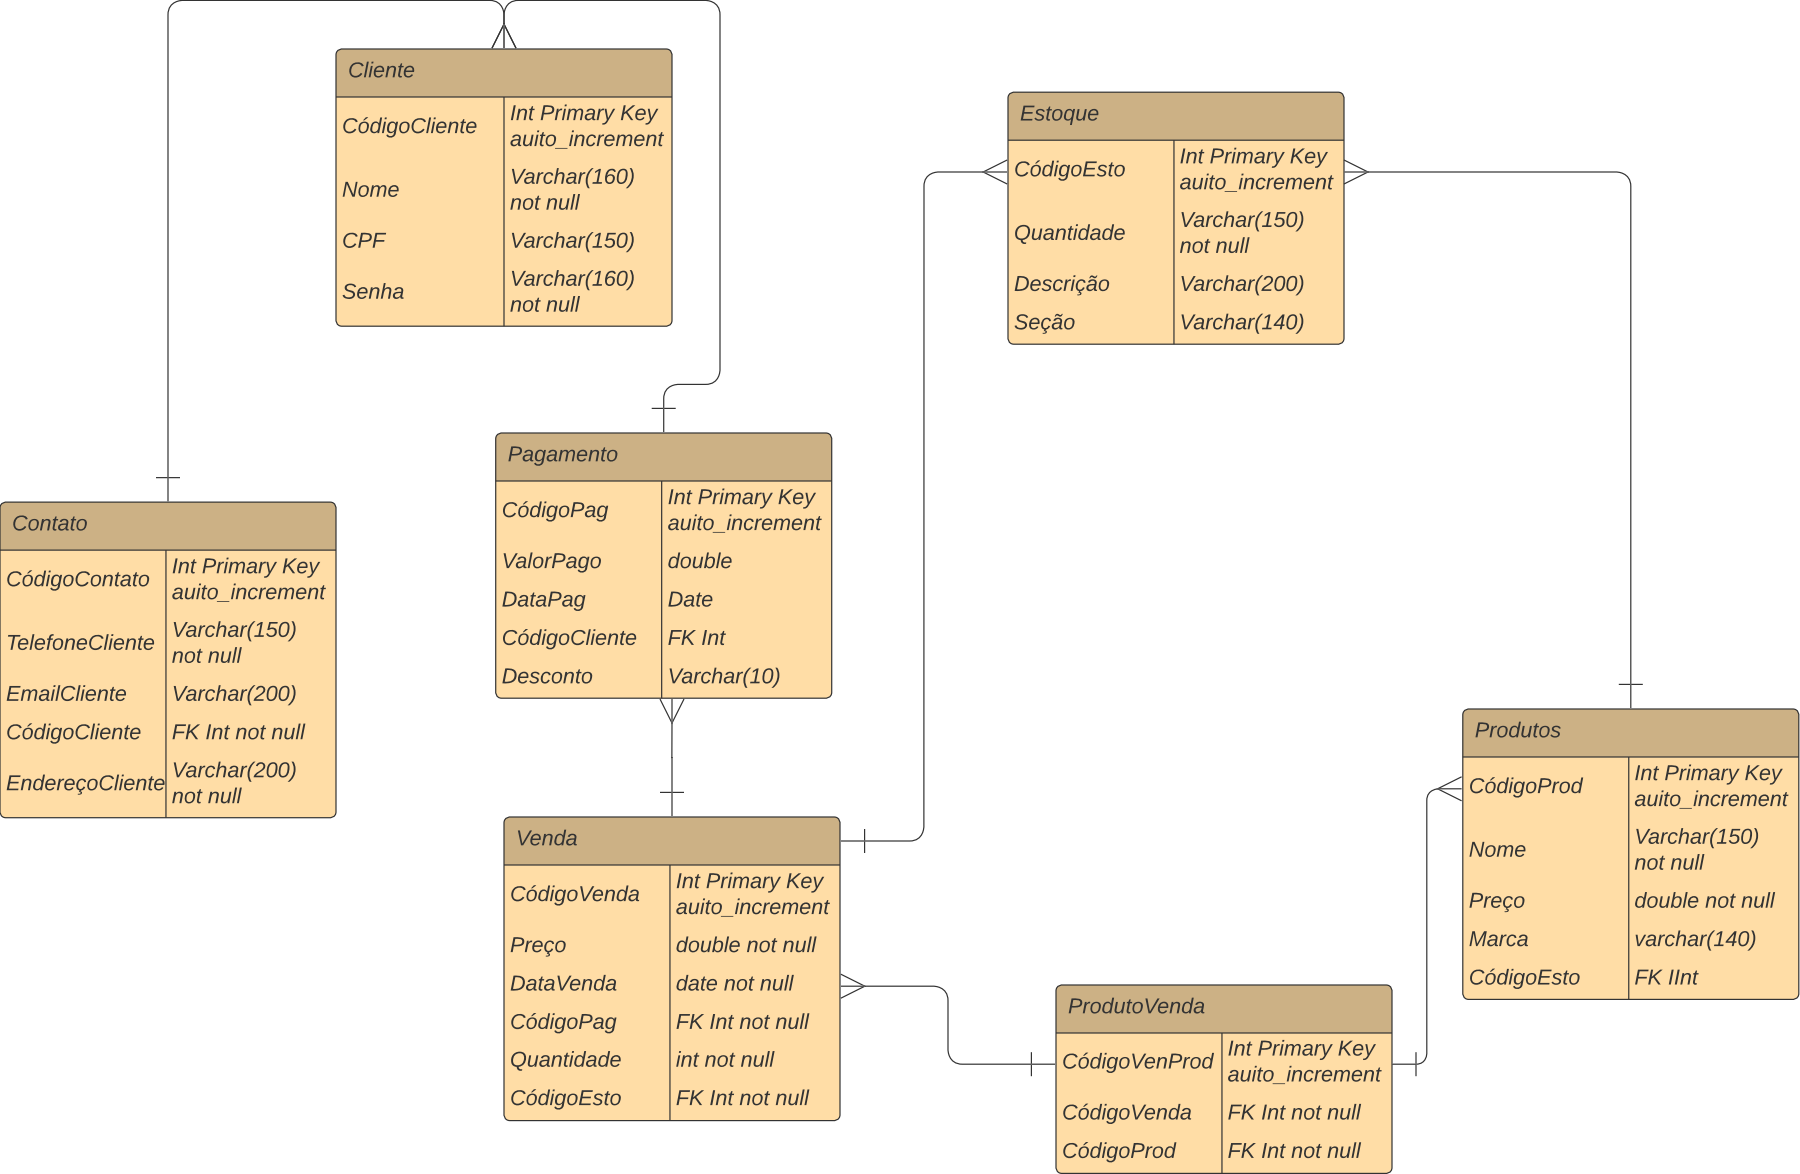 Cliente
CódigoCliente
Int Primary Key
auito_increment
Nome
Varchar(160)
not null
CPF
Varchar(150)
Senha
Varchar(160)
not null
Estoque
CódigoEsto
Int Primary Key
auito_increment
Quantidade
Varchar(150)
not null
Descrição
Varchar(200)
Seção
Varchar(140)
Pagamento
CódigoPag
Int Primary Key
auito_increment
ValorPago
double
DataPag
Date
CódigoCliente
FK Int
Desconto
Varchar(10)
Contato
CódigoContato
Int Primary Key
auito_increment
TelefoneCliente
Varchar(150)
not null
EmailCliente
Varchar(200)
CódigoCliente
FK Int not null
EndereçoCliente
Varchar(200)
not null
Produtos
CódigoProd
Int Primary Key
auito_increment
Nome
Varchar(150)
not null
Preço
double not null
Marca
varchar(140)
CódigoEsto
FK IInt
Venda
CódigoVenda
Int Primary Key
auito_increment
Preço
double not null
DataVenda
date not null
CódigoPag
FK Int not null
Quantidade
int not null
CódigoEsto
FK Int not null
ProdutoVenda
CódigoVenProd
Int Primary Key
auito_increment
CódigoVenda
FK Int not null
CódigoProd
FK Int not null